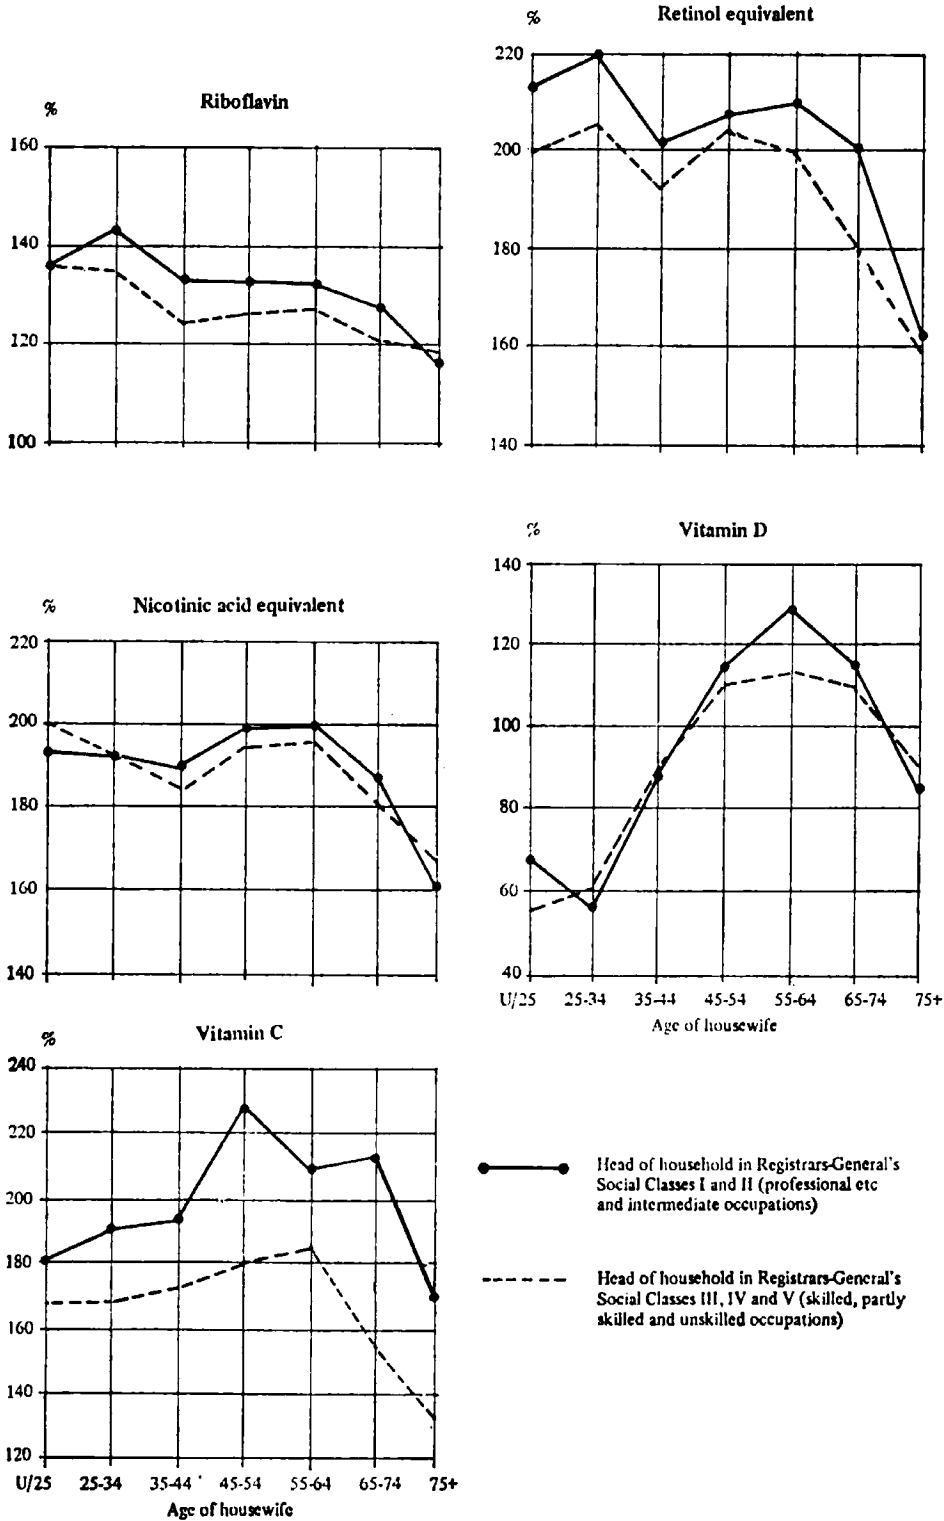 Riboflavin
%
160
140
120
100
Retinol equivalent
%
220
200
180
160
140
Nicotinic acid equivalent
%
220
200
180
160
140
Vitamin D
%
140
120
100
80
60
40
U/25 25-34 35-44 45-54 55-64 65-74 75+
Age of housewife
Vitamin C
%
240
220
200
180
160
140
120
U/25 25-34 35-44 45-54 55-64 65-74 75+
Age of housewife
Head of household in Registrars-General's
Social Classes I and II (professional etc
and intermediate occupations)
Head of household in Registrars-General's
Social Classes III, IV and V (skilled, partly
skilled and unskilled occupations)